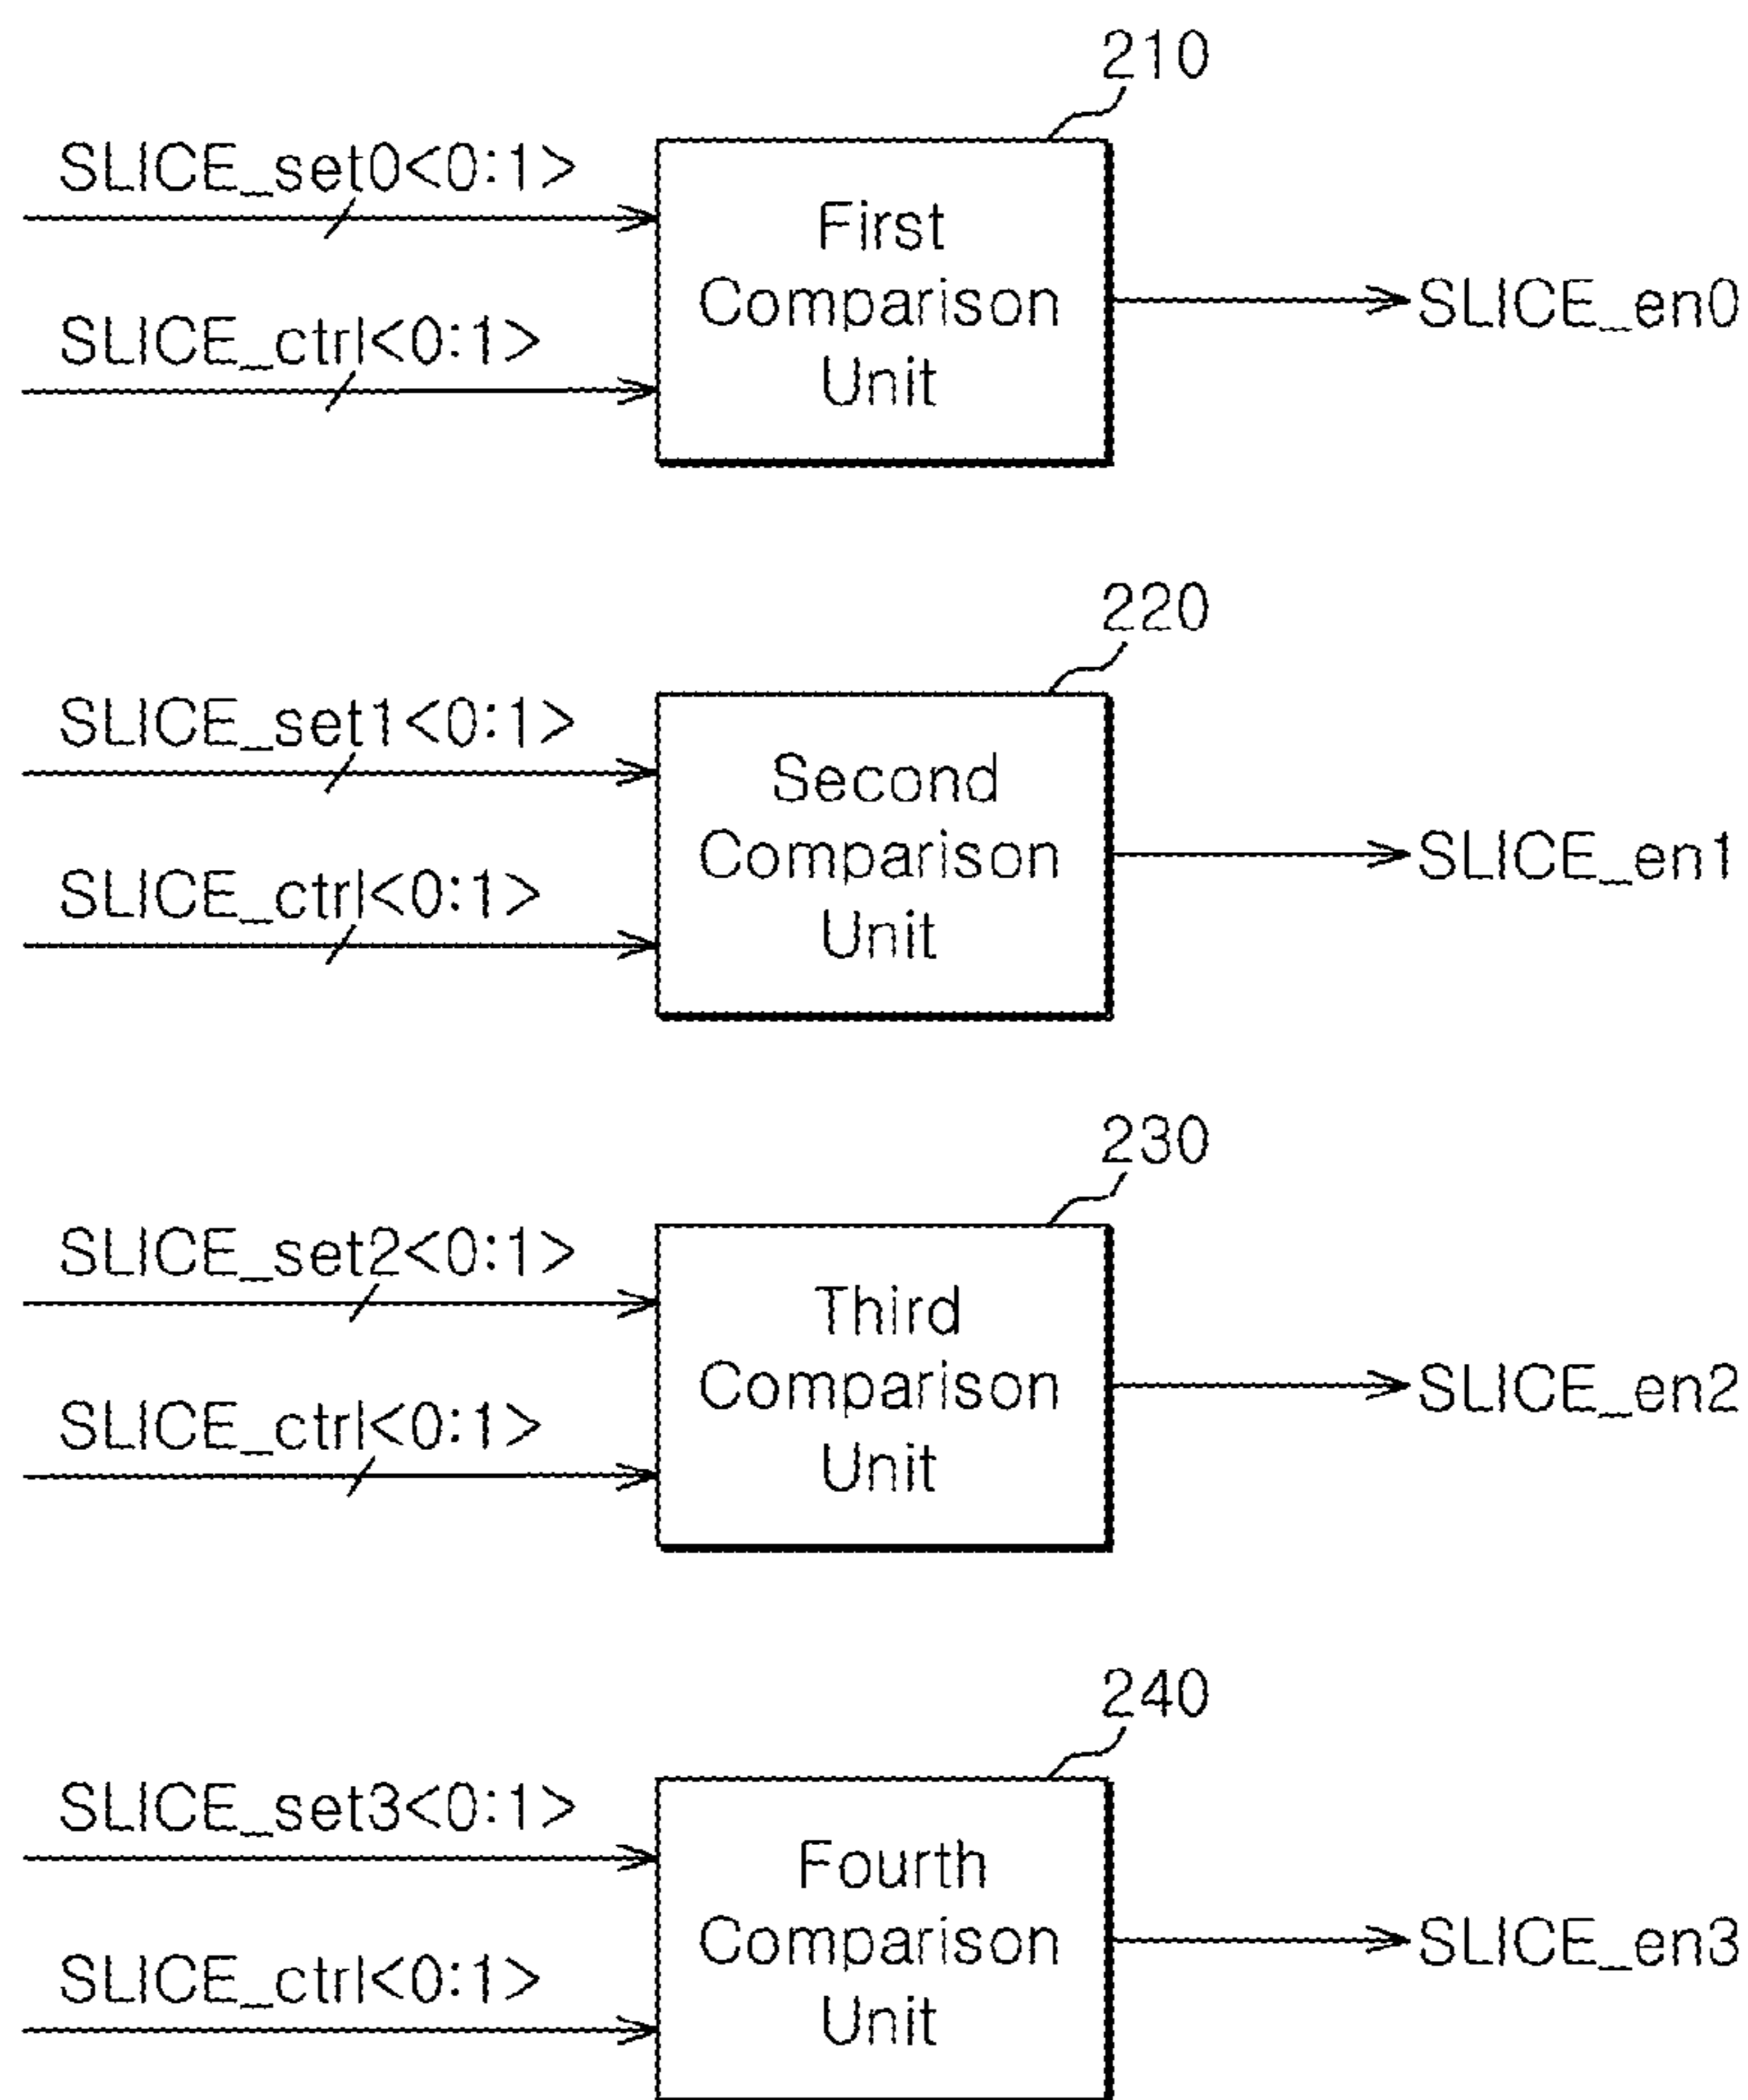 210
SLICE_set0<0:1>
SLICE_ctrl<0:1>
First
Comparison
Unit
SLICE_en0
220
SLICE_set1<0:1>
SLICE_ctrl<0:1>
Second
Comparison
Unit
SLICE_en1
230
SLICE_set2<0:1>
SLICE_ctrl<0:1>
Third
Comparison
Unit
SLICE_en2
240
SLICE_set3<0:1>
SLICE_ctrl<0:1>
Fourth
Comparison
Unit
SLICE_en3